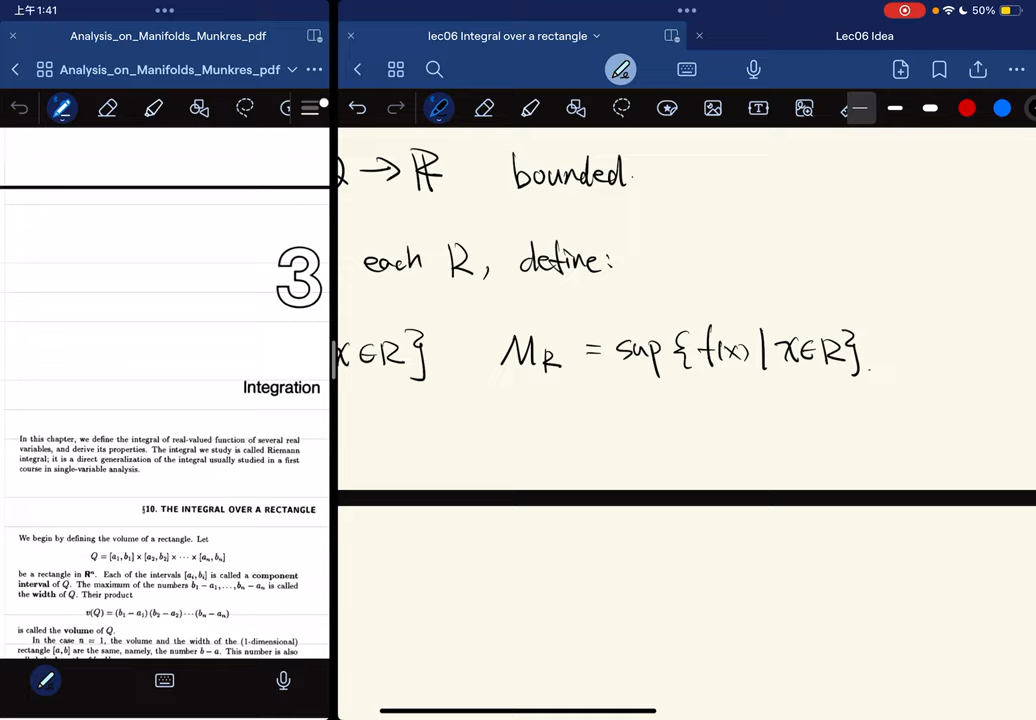 上午1:41
50%
Analysis_on_Manifolds_Munkres_pdf
lec06 Integral over a rectangle
Lec06 Idea
Analysis_on_Manifolds_Munkres_pdf
3
Integration
In this chapter, we define the integral of real-valued function of several real
variables, and derive its properties. The integral we study is called Riemann
integral; it is a direct generalization of the integral usually studied in a first
course in single-variable analysis.
§10. THE INTEGRAL OVER A RECTANGLE
We begin by defining the volume of a rectangle. Let
Q = [a₁, b₁] × [a₂, b₂] × ··· × [aₙ, bₙ]
be a rectangle in Rⁿ. Each of the intervals [aᵢ, bᵢ] is called a component
interval of Q. The maximum of the numbers b₁ − a₁, . . . , bₙ − aₙ is called
the width of Q. Their product
v(Q) = (b₁ − a₁)(b₂ − a₂) ··· (bₙ − aₙ)
is called the volume of Q.
In the case n = 1, the volume and the width of the (1-dimensional)
rectangle [a, b] are the same, namely, the number b − a. This number is also
→ ℝ bounded.
each R, define:
x ∈ R} M_R = sup {f(x) | x ∈ R}.